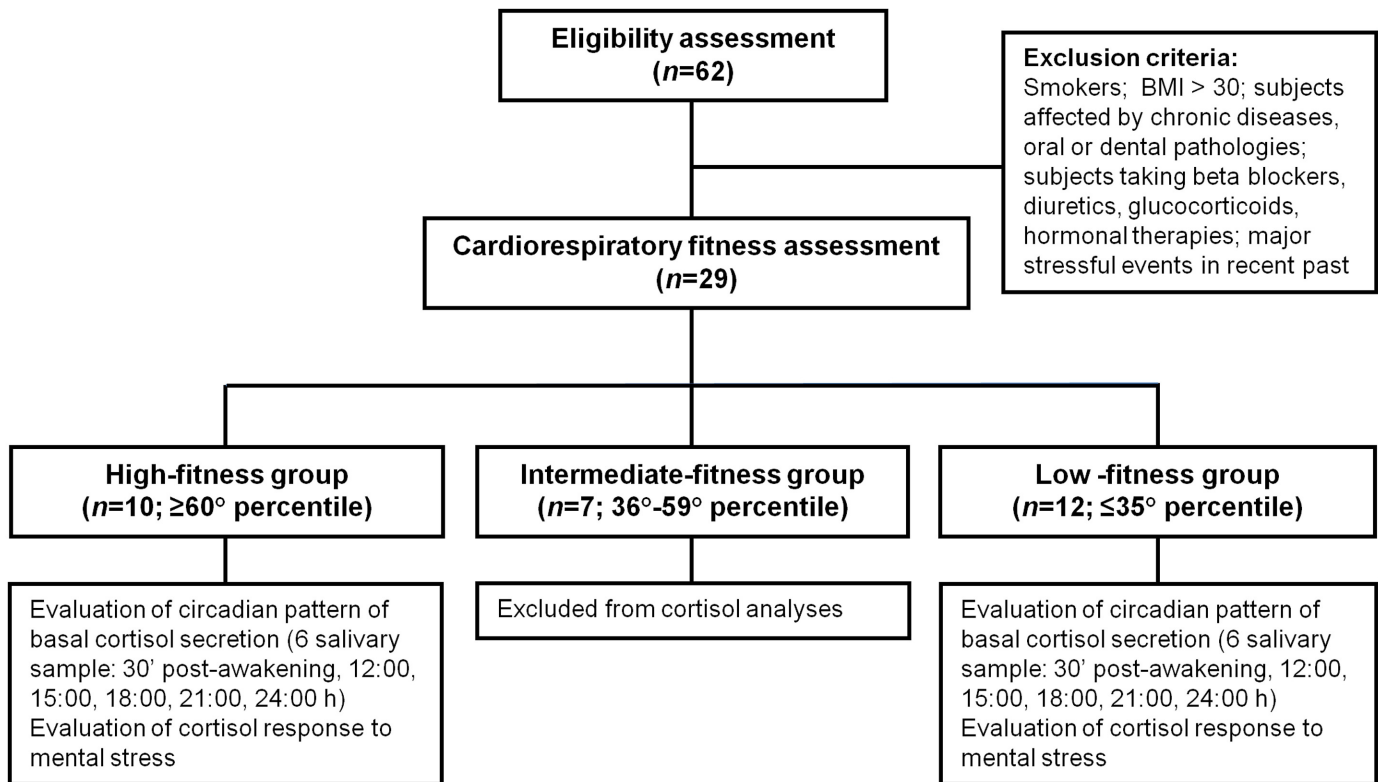 Eligibility assessment
(n=62)
Exclusion criteria:
Smokers; BMI > 30; subjects
affected by chronic diseases,
oral or dental pathologies;
subjects taking beta blockers,
diuretics, glucocorticoids,
hormonal therapies; major
stressful events in recent past
Cardiorespiratory fitness assessment
(n=29)
High-fitness group
(n=10; ≥60° percentile)
Intermediate-fitness group
(n=7; 36°-59° percentile)
Low -fitness group
(n=12; ≤35° percentile)
Evaluation of circadian pattern of
basal cortisol secretion (6 salivary
sample: 30’ post-awakening, 12:00,
15:00, 18:00, 21:00, 24:00 h)
Evaluation of cortisol response to
mental stress
Excluded from cortisol analyses
Evaluation of circadian pattern of
basal cortisol secretion (6 salivary
sample: 30’ post-awakening, 12:00,
15:00, 18:00, 21:00, 24:00 h)
Evaluation of cortisol response to
mental stress